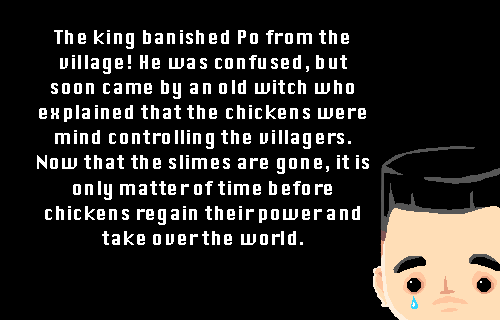 The king banished Po from the
village! He was confused, but
soon came by an old witch who
explained that the chickens were
mind controlling the villagers.
Now that the slimes are gone, it is
only matter of time before
chickens regain their power and
take over the world.